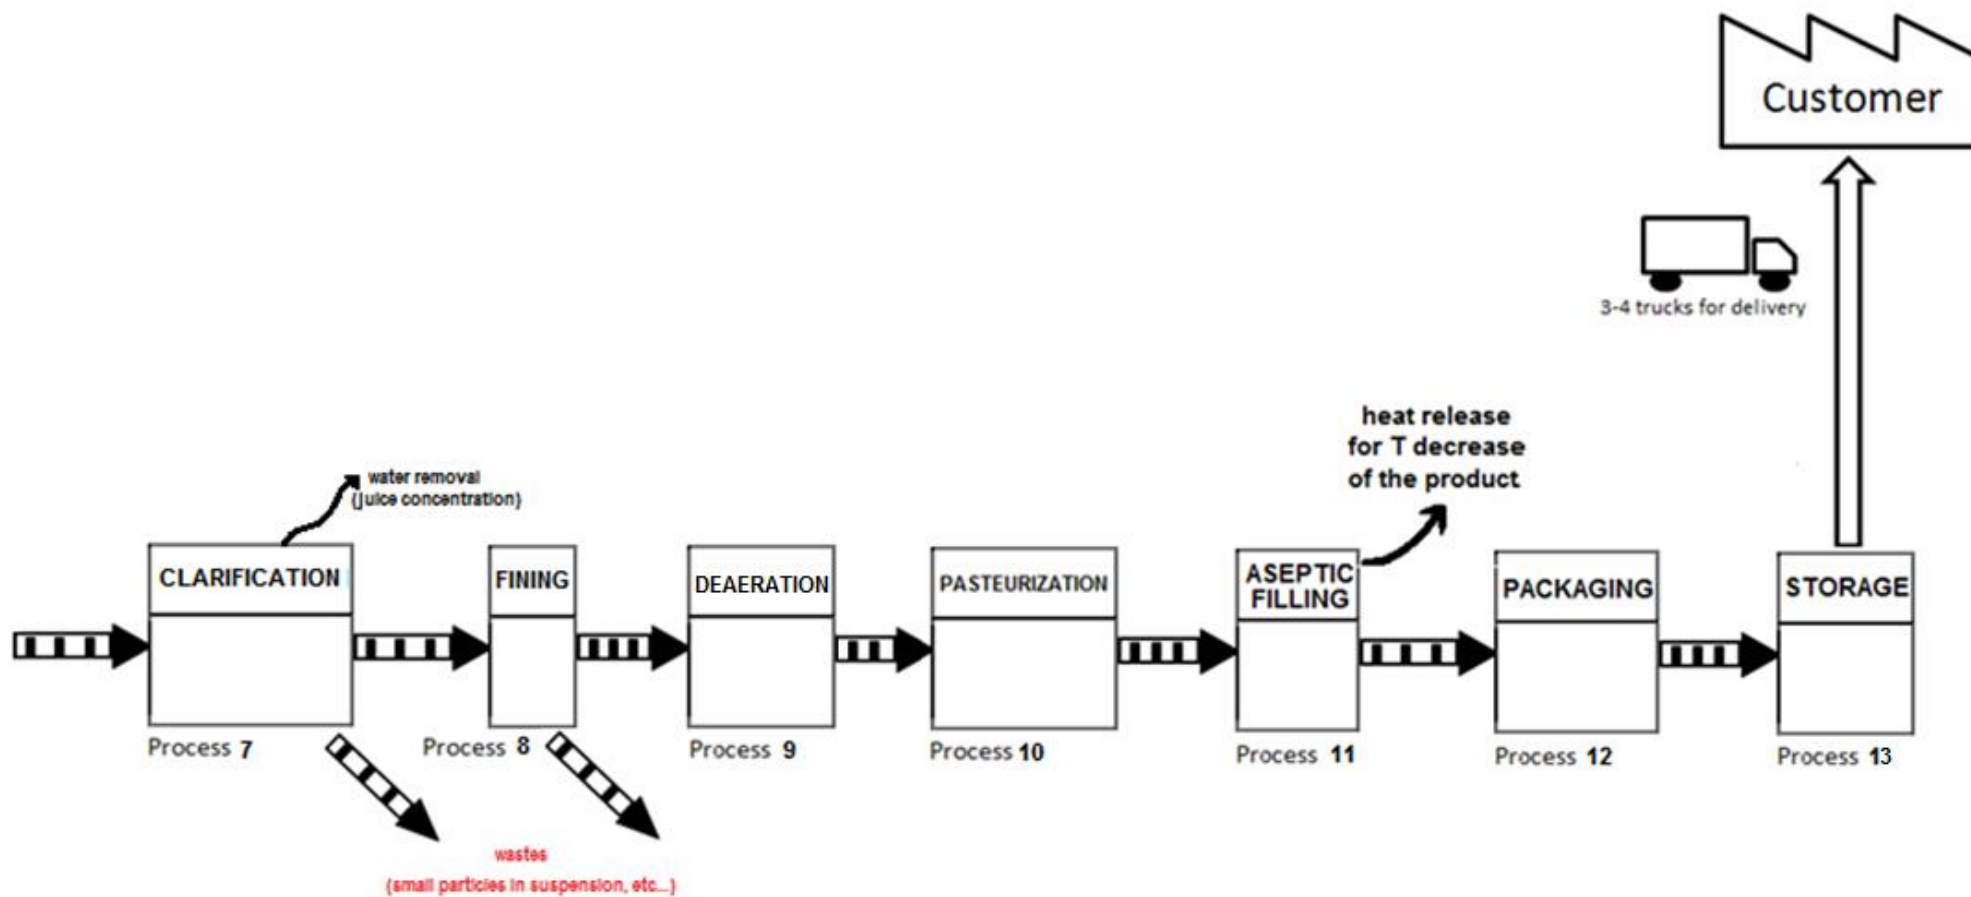 Customer
3-4 trucks for delivery
heat release
for T decrease
of the product
water removal
(juice concentration)
CLARIFICATION
FINING
DEAERATION
PASTEURIZATION
ASEPTIC
FILLING
PACKAGING
STORAGE
Process 7
Process 8
Process 9
Process 10
Process 11
Process 12
Process 13
wastes
(small particles in suspension, etc...)